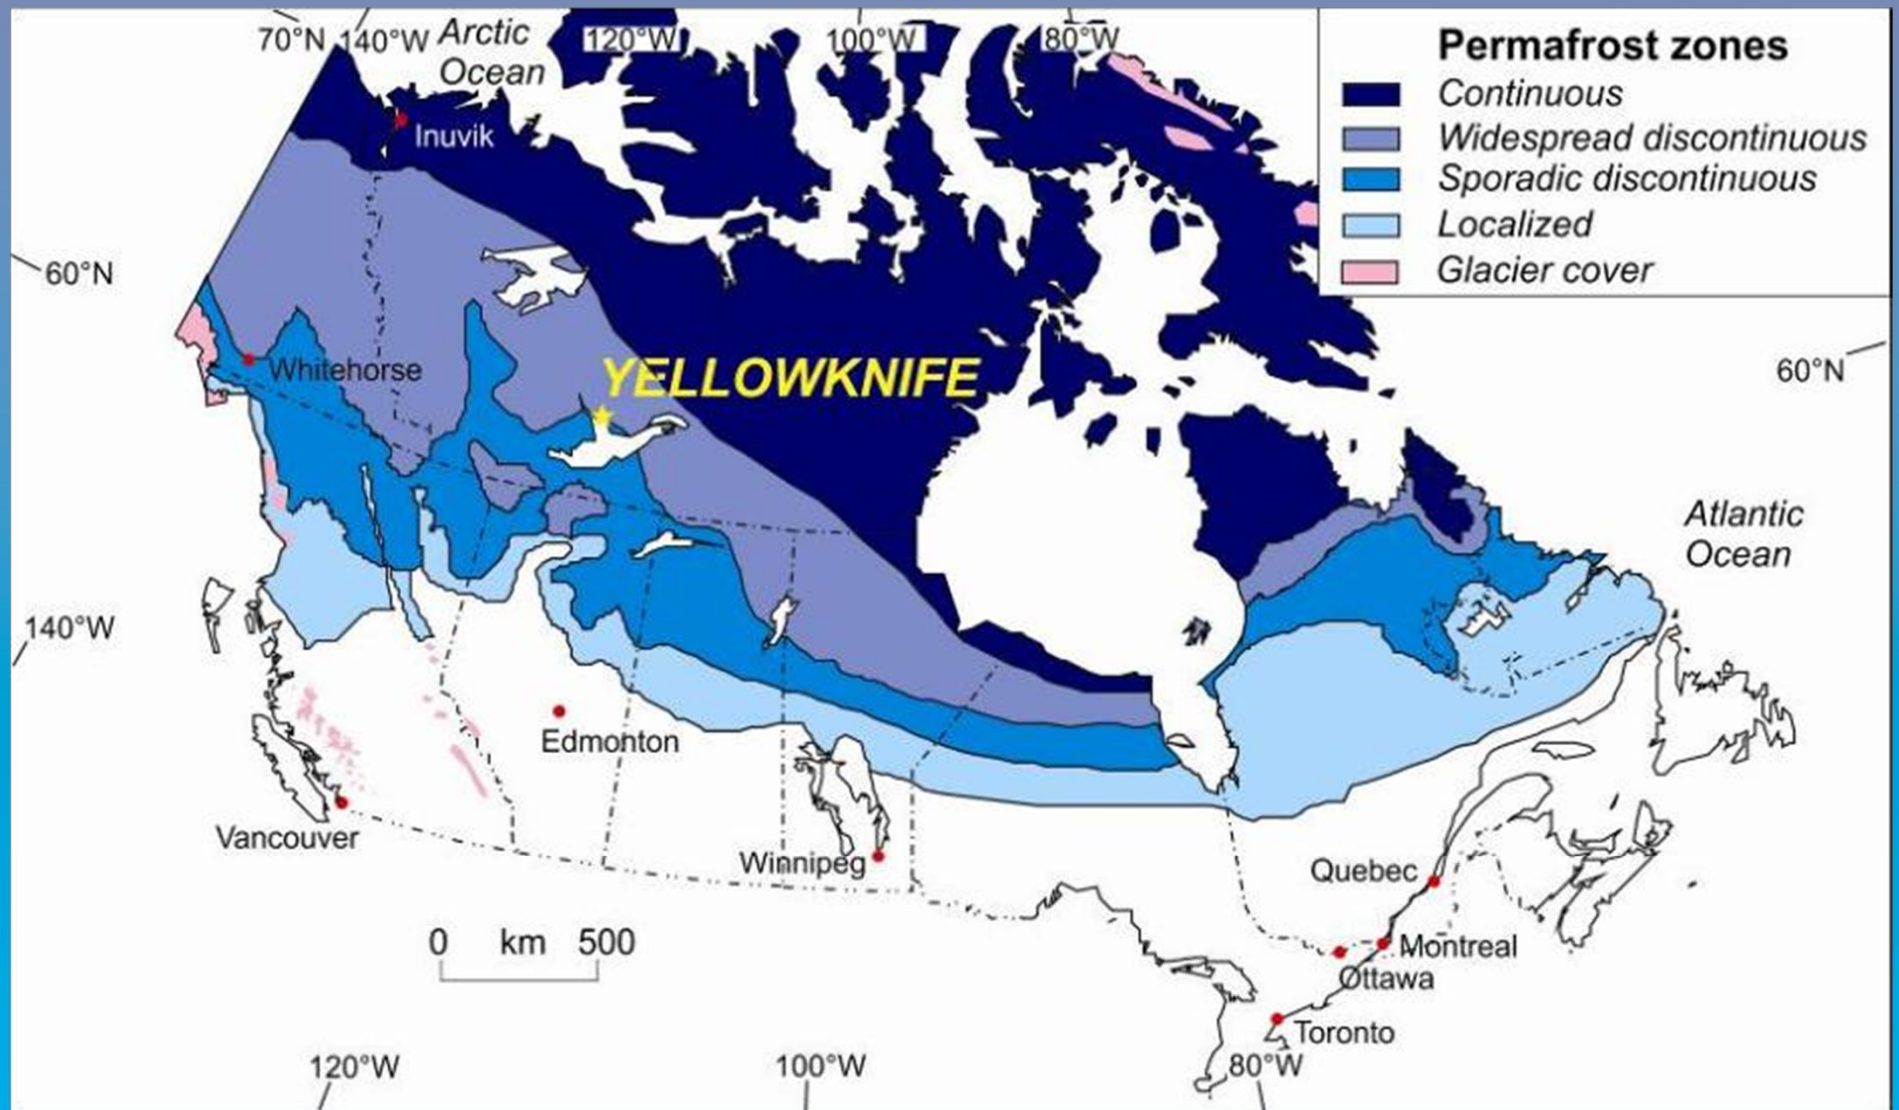 70°N 140°W Arctic
Ocean
120°W
100°W
80°W
Permafrost zones
Continuous
Widespread discontinuous
Sporadic discontinuous
Localized
Glacier cover
Inuvik
60°N
Whitehorse
YELLOWKNIFE
60°N
Atlantic
Ocean
140°W
Edmonton
Vancouver
Winnipeg
Quebec
0 km 500
Montreal
Ottawa
Toronto
120°W
100°W
80°W